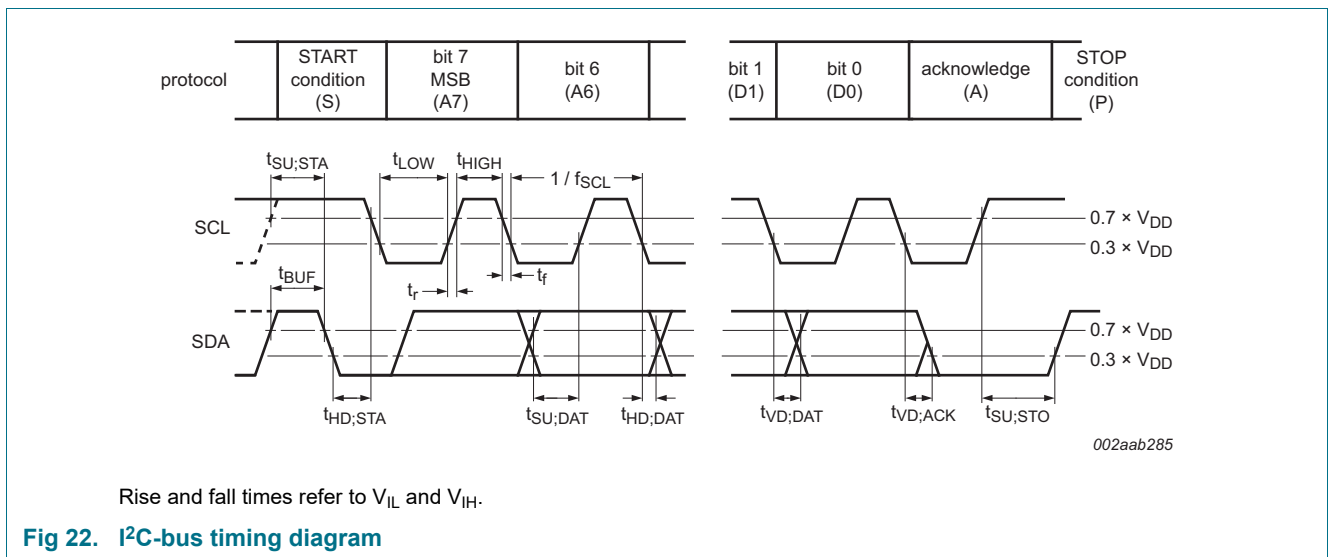 protocol
START
condition
(S)
bit 7
MSB
(A7)
bit 6
(A6)
bit 1
(D1)
bit 0
(D0)
acknowledge
(A)
STOP
condition
(P)
tSU;STA
tLOW
tHIGH
1 / fSCL
SCL
0.7 × VDD
0.3 × VDD
tBUF
tr
tf
SDA
0.7 × VDD
0.3 × VDD
tHD;STA
tSU;DAT
tHD;DAT
tVD;DAT
tVD;ACK
tSU;STO
002aab285
Rise and fall times refer to VIL and VIH.
Fig 22. I²C-bus timing diagram